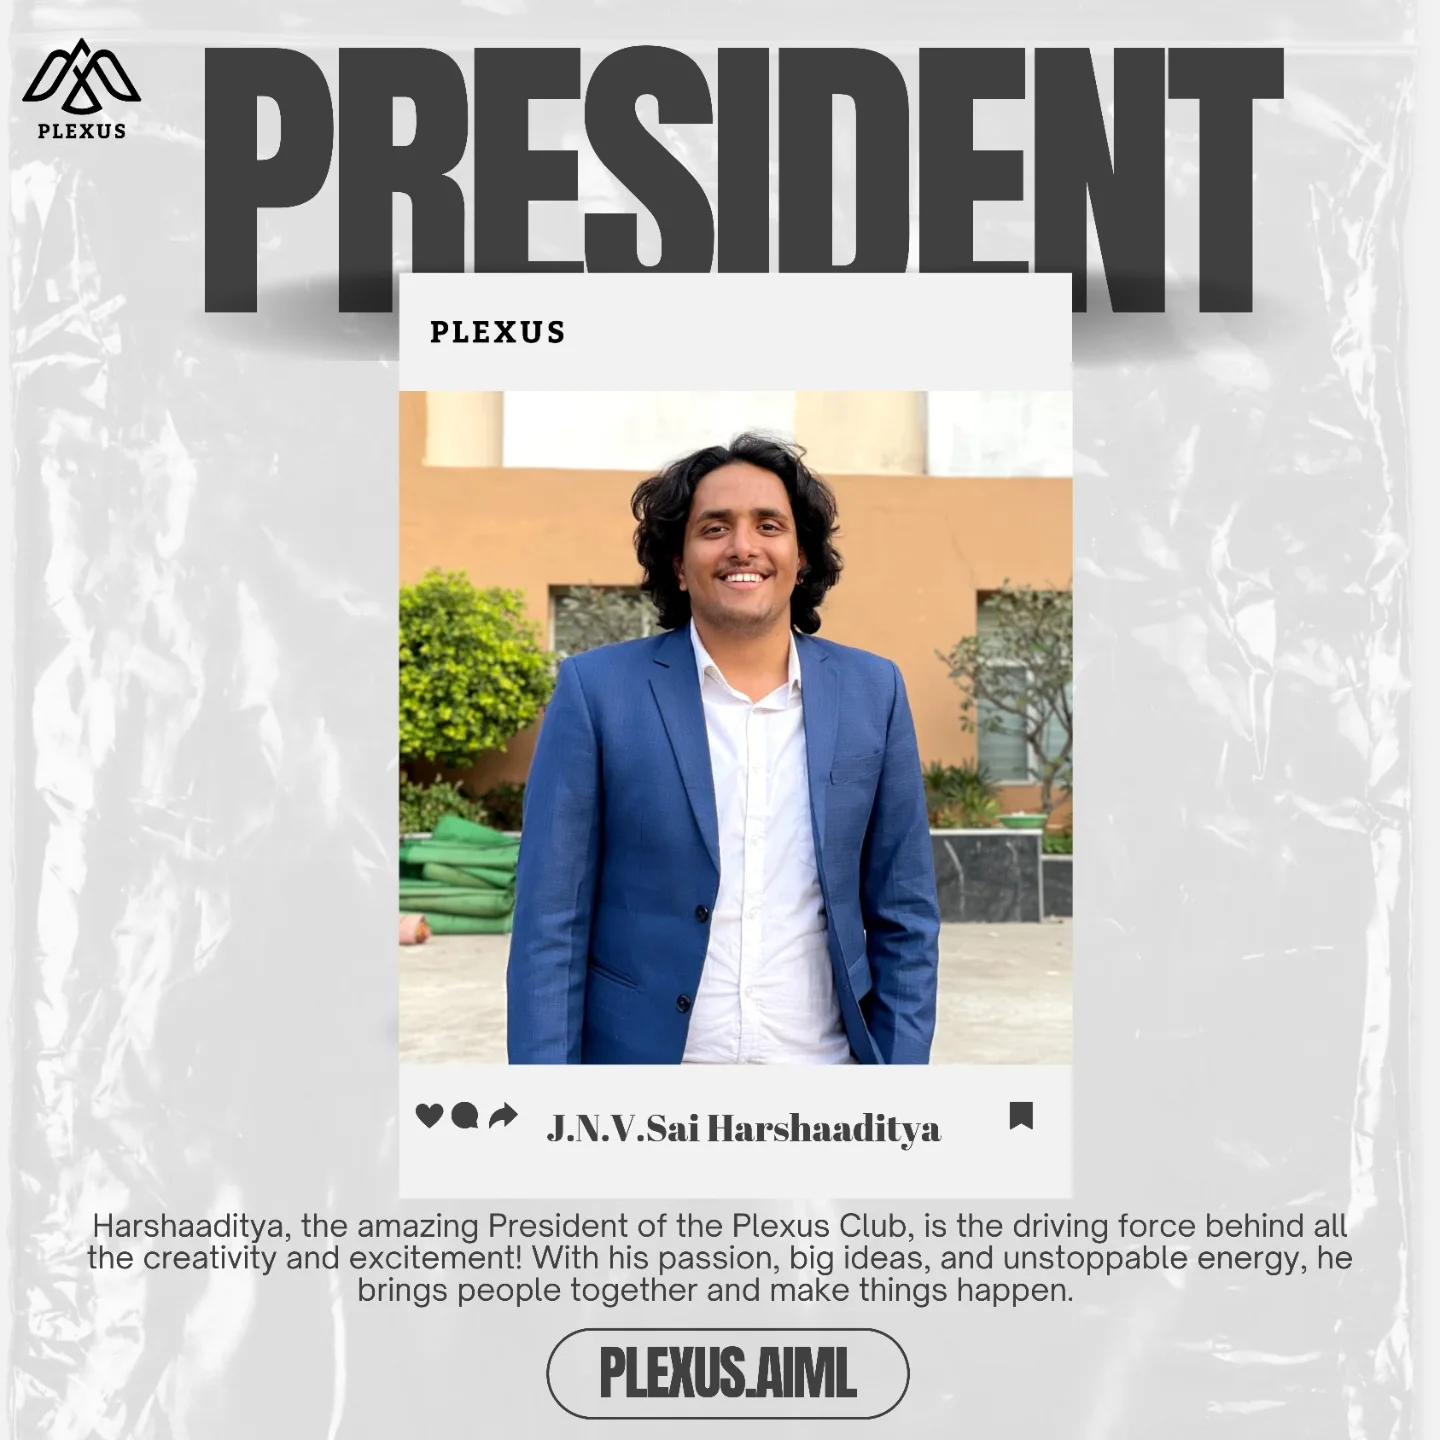 PLEXUS
PRESIDENT
PLEXUS
J.N.V.Sai Harshaaditya
Harshaaditya, the amazing President of the Plexus Club, is the driving force behind all
the creativity and excitement! With his passion, big ideas, and unstoppable energy, he
brings people together and make things happen.
PLEXUS.AIML